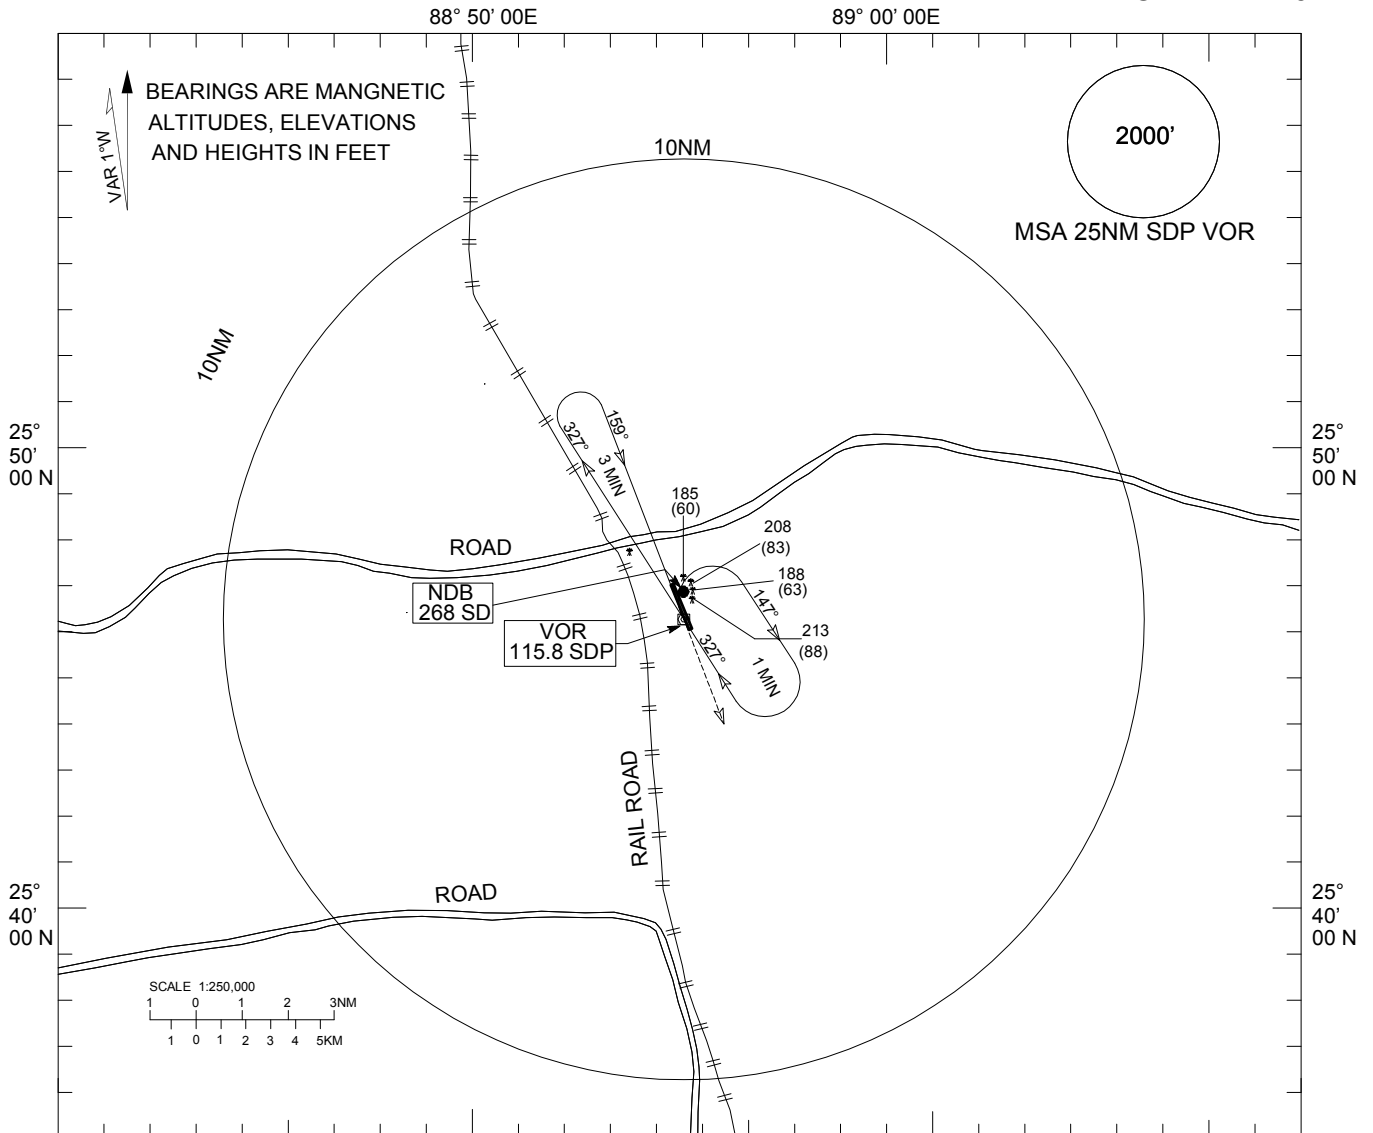 88° 50' 00E
89° 00' 00E
BEARINGS ARE MANGNETIC
ALTITUDES, ELEVATIONS
AND HEIGHTS IN FEET
VAR 1°W
2000'
MSA 25NM SDP VOR
10NM
10NM
25°
50'
00 N
25°
50'
00 N
159°
327°
3 MIN
185
(60)
208
(83)
188
(63)
213
(88)
147°
327°
1 MIN
ROAD
NDB
268 SD
VOR
115.8 SDP
RAIL ROAD
ROAD
25°
40'
00 N
25°
40'
00 N
SCALE 1:250,000
1 0 1 2 3NM
1 0 1 2 3 4 5KM